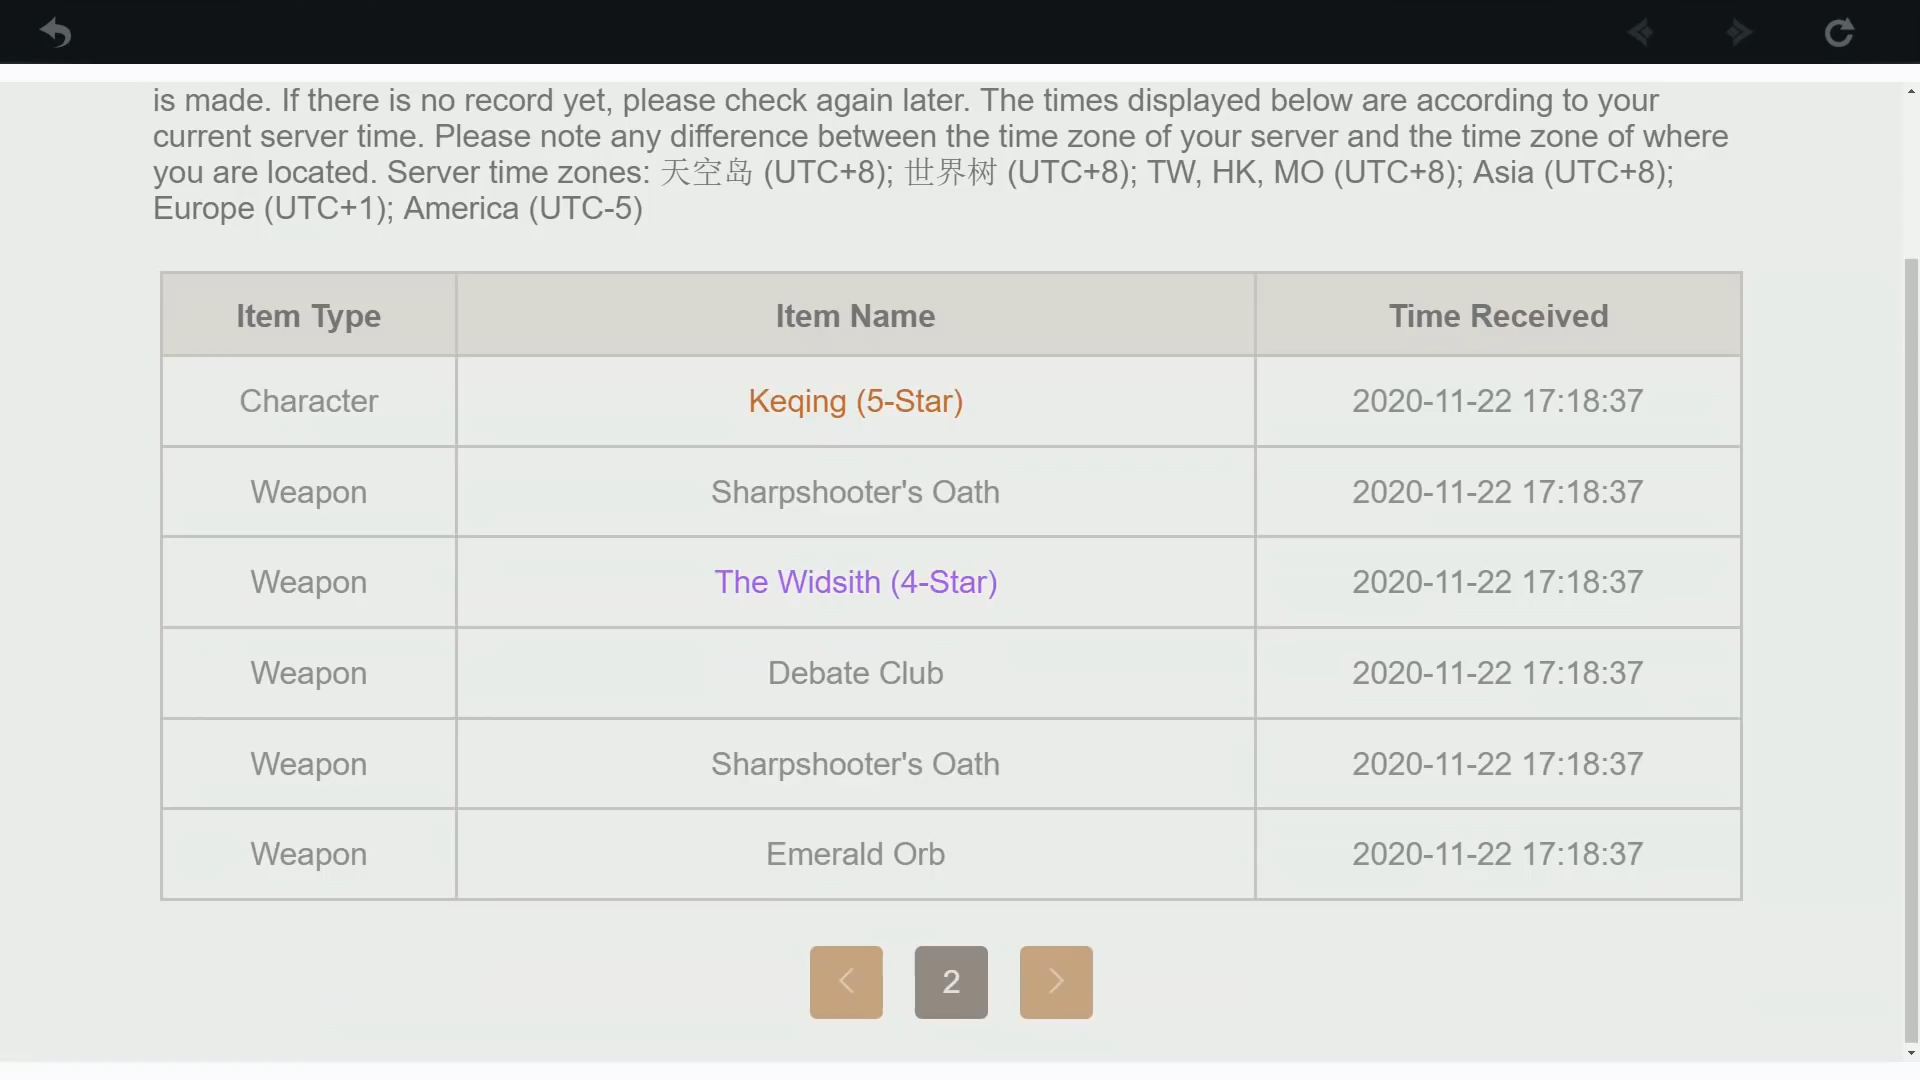 is made. If there is no record yet, please check again later. The times displayed below are according to your
current server time. Please note any difference between the time zone of your server and the time zone of where
you are located. Server time zones: 天空岛 (UTC+8); 世界树 (UTC+8); TW, HK, MO (UTC+8); Asia (UTC+8);
Europe (UTC+1); America (UTC-5)
Item Type Item Name Time Received
Character Keqing (5-Star) 2020-11-22 17:18:37
Weapon Sharpshooter's Oath 2020-11-22 17:18:37
Weapon The Widsith (4-Star) 2020-11-22 17:18:37
Weapon Debate Club 2020-11-22 17:18:37
Weapon Sharpshooter's Oath 2020-11-22 17:18:37
Weapon Emerald Orb 2020-11-22 17:18:37
2